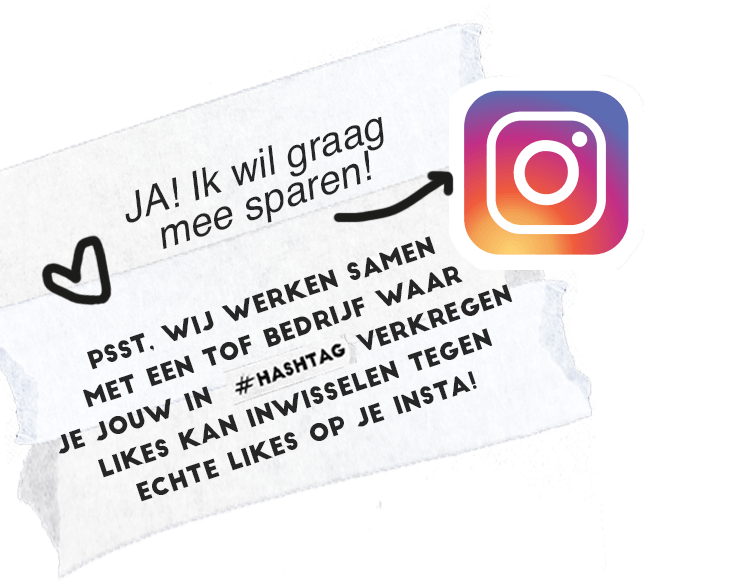 JA! Ik wil graag
mee sparen!
PSST, WIJ WERKEN SAMEN
MET EEN TOF BEDRIJF WAAR
JE JOUW IN #HASHTAG VERKREGEN
LIKES KAN INWISSELEN TEGEN
ECHTE LIKES OP JE INSTA!